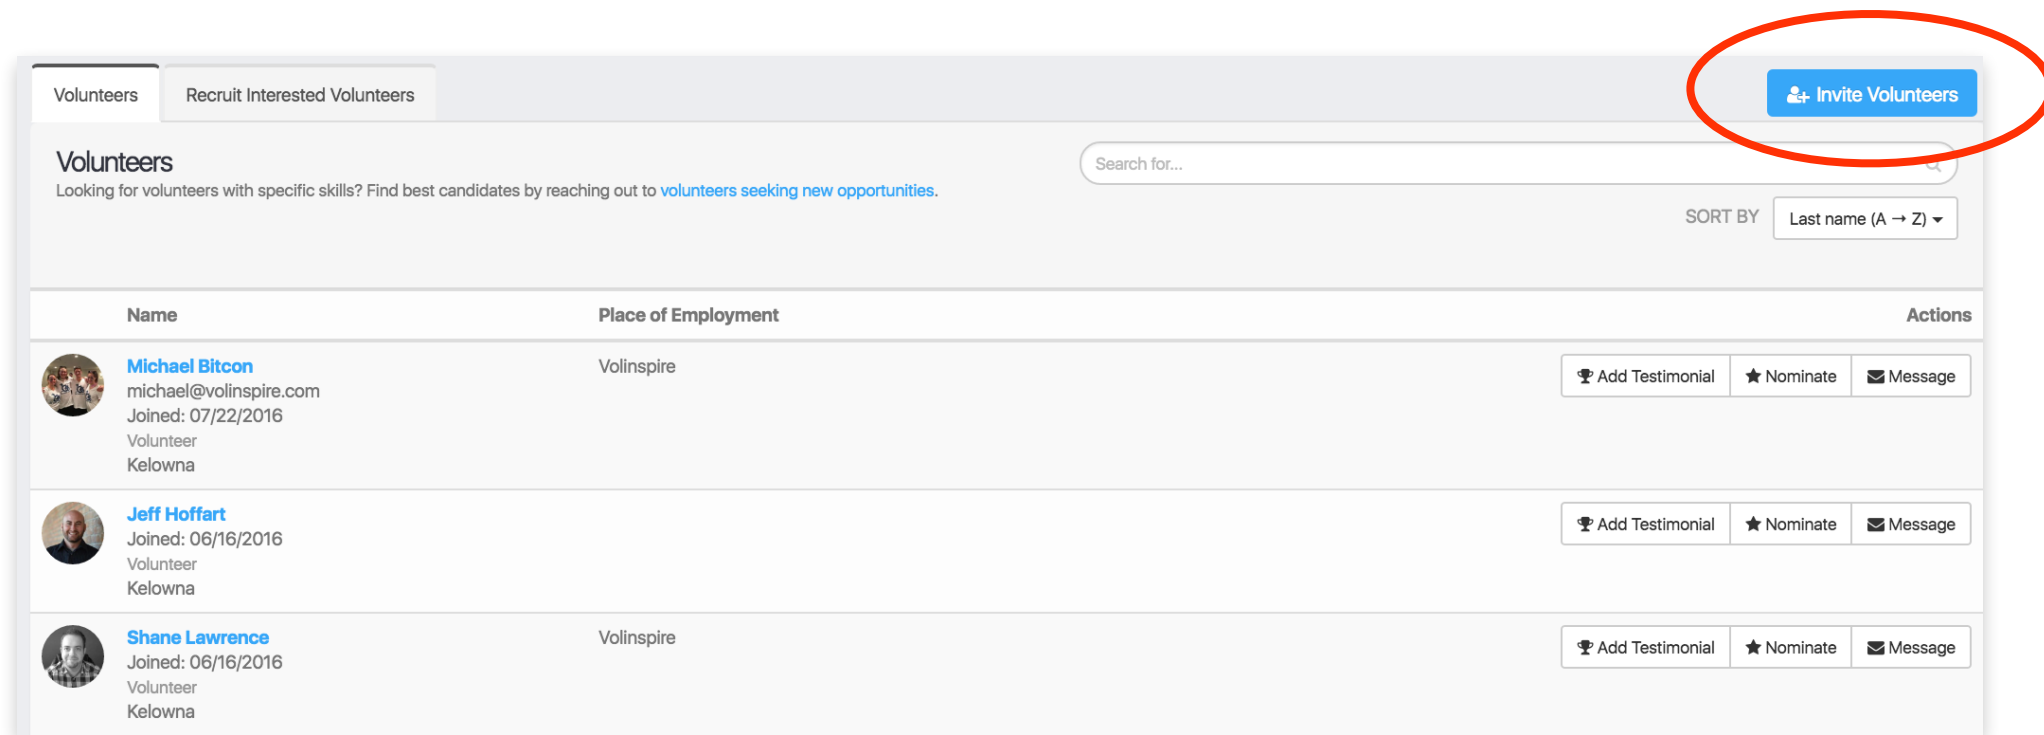 Volunteers
Recruit Interested Volunteers
Invite Volunteers
Volunteers
Search for...
Looking for volunteers with specific skills? Find best candidates by reaching out to volunteers seeking new opportunities.
SORT BY
Last name (A → Z)
Name
Place of Employment
Actions
Michael Bitcon
Volinspire
Add Testimonial
Nominate
Message
michael@volinspire.com
Joined: 07/22/2016
Volunteer
Kelowna
Jeff Hoffart
Add Testimonial
Nominate
Message
Joined: 06/16/2016
Volunteer
Kelowna
Shane Lawrence
Volinspire
Add Testimonial
Nominate
Message
Joined: 06/16/2016
Volunteer
Kelowna